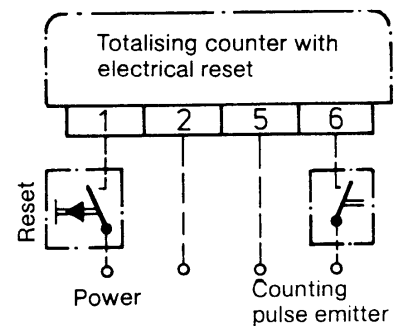 Totalising counter with
electrical reset
1 2 5 6
Reset
Power
Counting
pulse emitter